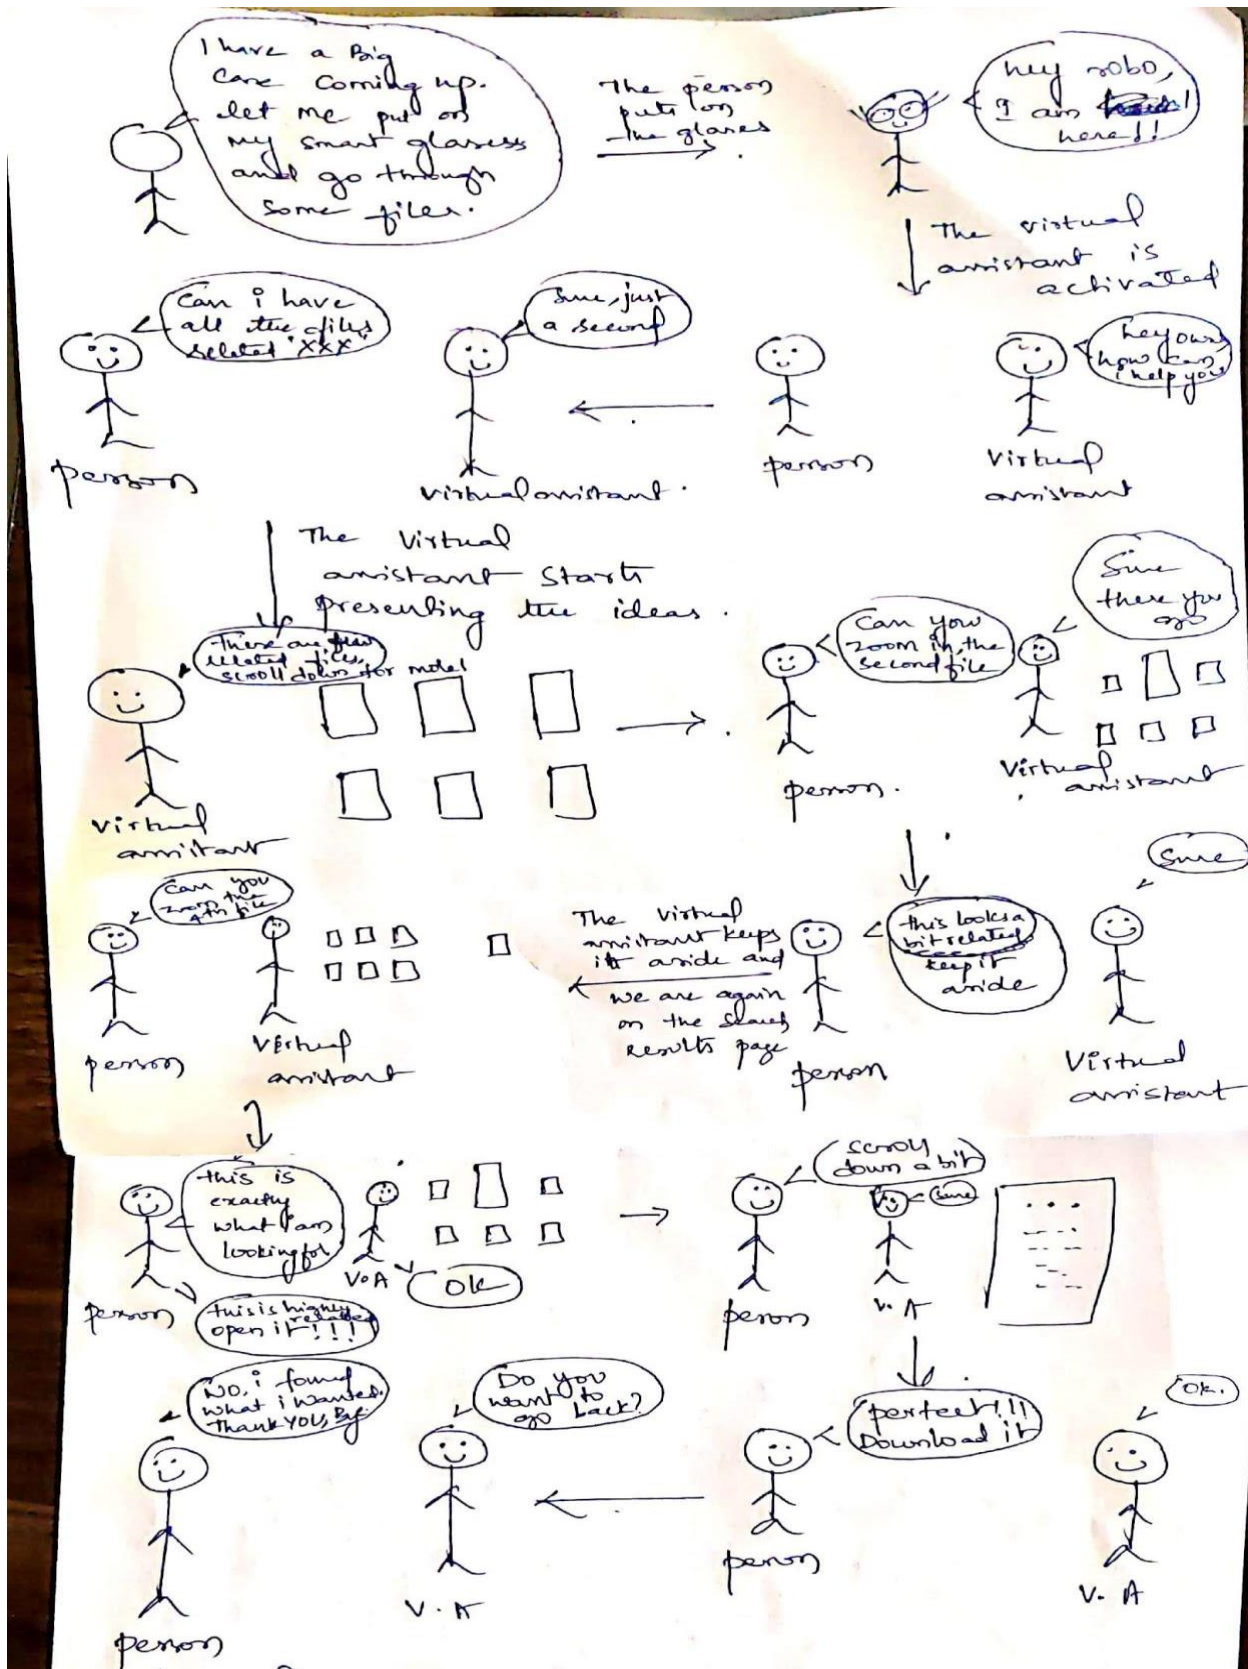 I have a Big
case coming up.
let me put on
my smart glasess
and go through
some files.
The person
puts on
the glases
hey robo,
I am
here!!
The virtual
assistant is
activated
hey
how can
i help you
person
Virtual
assistant
Can i have
all the files
related "XXX"
Sure, just
a second
person
virtual assistant.
The Virtual
assistant starts
presenting the ideas.
these are few
related files,
scroll down for more
Virtual
assistant
Can you
zoom in, the
second file
Sure
there you
go
person.
Virtual
assistant
this looks a
bit related
keep it
aside
Sure
person
Virtual
assistant
The Virtual
assistant keeps
it aside and
we are again
on the search
results page
Can you
zoom the
4th file
person
Virtual
assistant
this is
exactly
what I am
looking for
this is highly
related
open it!!!
OK
person
V.A
scroll
down a bit
Sure
person
V.A
perfect!!!
Download it
OK.
person
V.A
Do you
want to
go back?
No, i found
what i wanted.
Thank YOU, Bye.
V.A
person